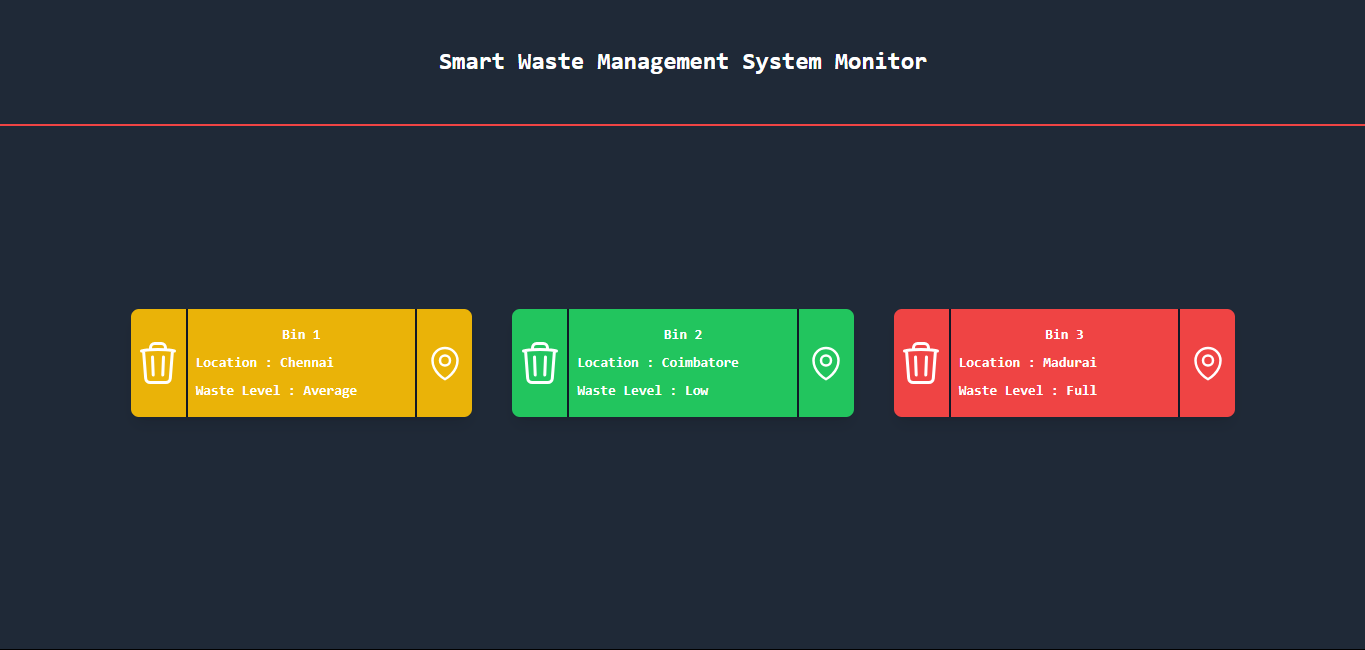 Smart Waste Management System Monitor
Bin 1
Location : Chennai
Waste Level : Average
Bin 2
Location : Coimbatore
Waste Level : Low
Bin 3
Location : Madurai
Waste Level : Full